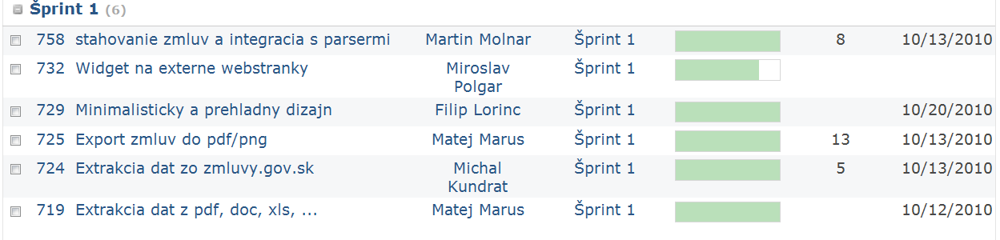 Šprint 1 (6)
758 stahovanie zmluv a integracia s parsermi Martin Molnar Šprint 1 8 10/13/2010
732 Widget na externe webstranky Miroslav Šprint 1
Polgar
729 Minimalisticky a prehladny dizajn Filip Lorinc Šprint 1 10/20/2010
725 Export zmluv do pdf/png Matej Marus Šprint 1 13 10/13/2010
724 Extrakcia dat zo zmluvy.gov.sk Michal Šprint 1 5 10/13/2010
Kundrat
719 Extrakcia dat z pdf, doc, xls, ... Matej Marus Šprint 1 10/12/2010